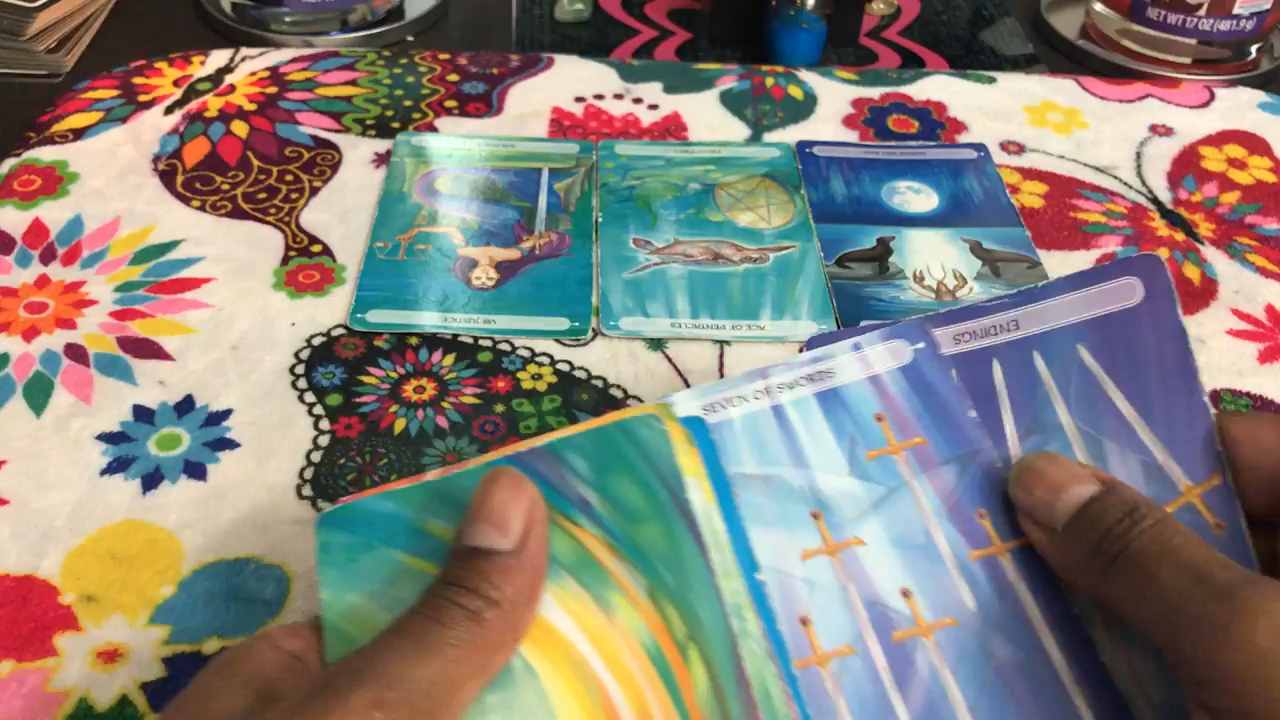 NET WT 17 OZ (481.9g)
VIII JUSTICE
ACE OF PENTACLES
ENDINGS
SEVEN OF SWORDS